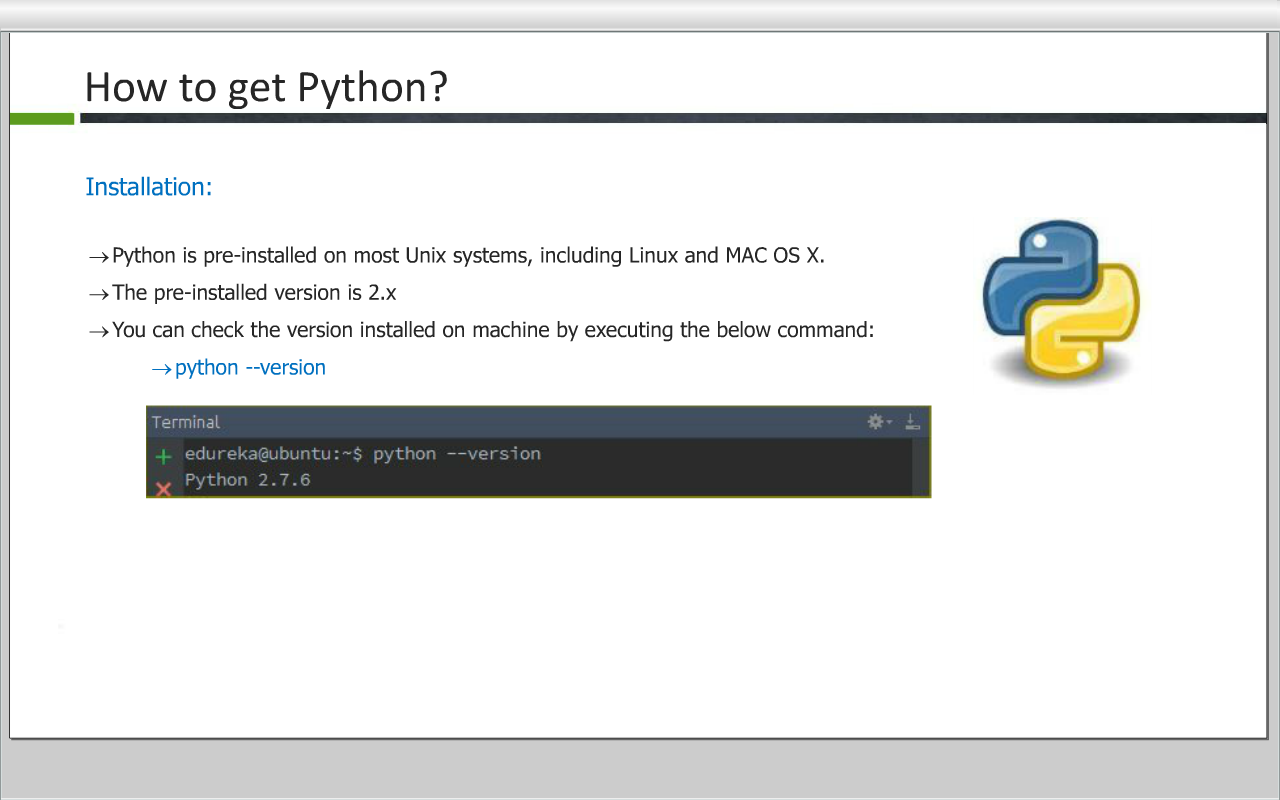 How to get Python?
Installation:
→Python is pre-installed on most Unix systems, including Linux and MAC OS X.
→The pre-installed version is 2.x
→You can check the version installed on machine by executing the below command:
→python --version
Terminal
edureka@ubuntu:~$ python --version
Python 2.7.6